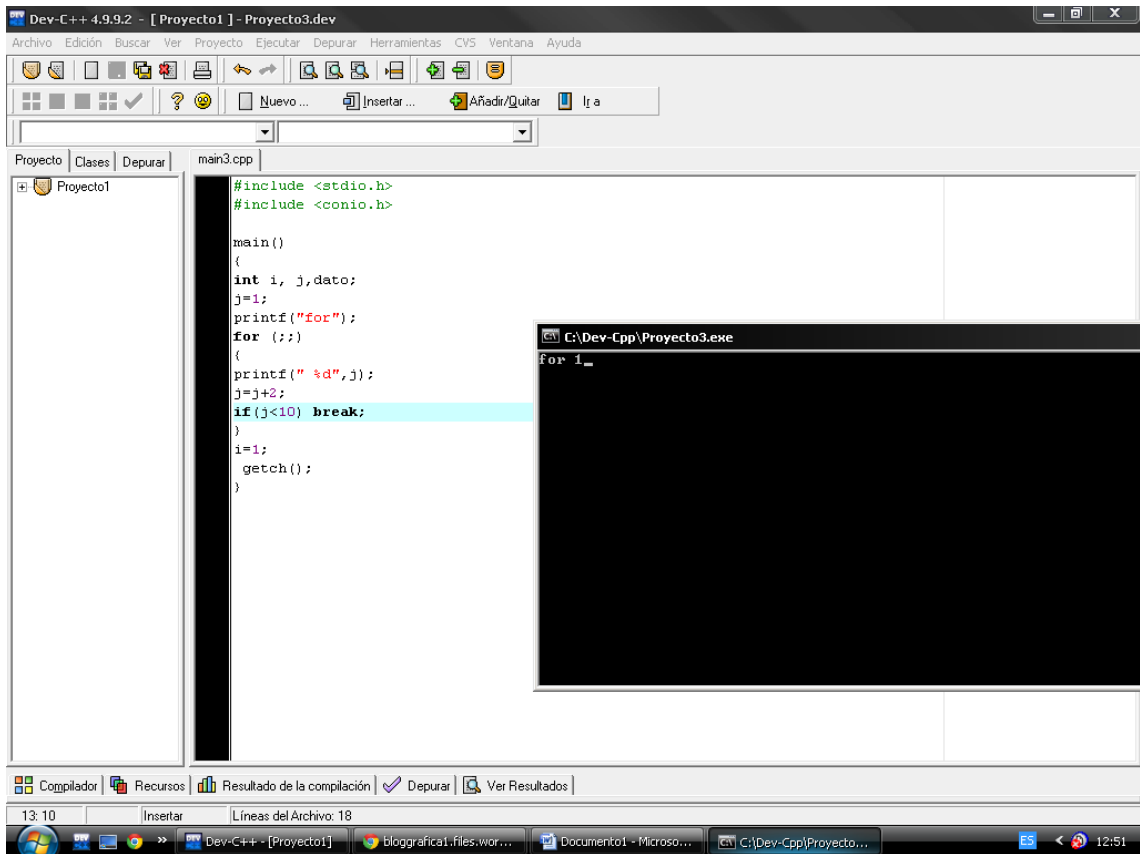 Dev-C++ 4.9.9.2 - [ Proyecto1 ] - Proyecto3.dev
Archivo Edición Buscar Ver Proyecto Ejecutar Depurar Herramientas CVS Ventana Ayuda
Nuevo ... Insertar ... Añadir/Quitar Ir a
Proyecto Clases Depurar main3.cpp
Proyecto1
#include <stdio.h>
#include <conio.h>
main()
{
int i, j,dato;
j=1;
printf("for");
for (;;)
{
printf(" %d",j);
j=j+2;
if(j<10) break;
}
i=1;
getch();
}
C:\Dev-Cpp\Proyecto3.exe
for 1_
Compilador Recursos Resultado de la compilación Depurar Ver Resultados
13: 10 Insertar Líneas del Archivo: 18
Dev-C++ - [Proyecto1] bloggrafica1.files.wor... Documento1 - Microso... C:\Dev-Cpp\Proyecto... ES 12:51